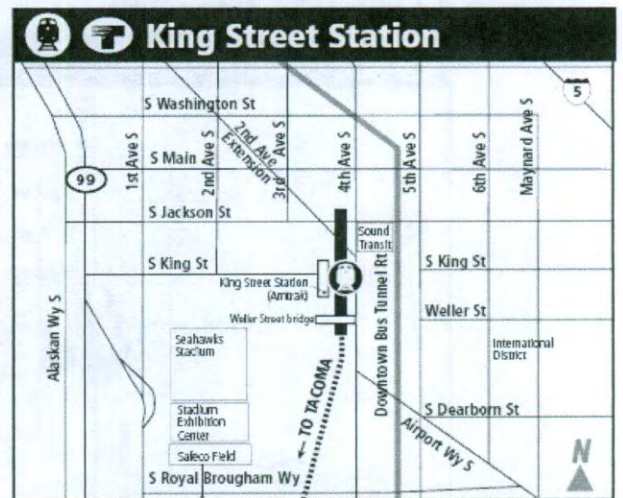 King Street Station
5
S Washington St
1st Ave S
2nd Ave S
2nd Ave
Extension
3rd Ave S
4th Ave S
5th Ave S
6th Ave S
Maynard Ave S
S Main
99
S Jackson St
Sound
Transit
S King St
King Street Station
(Amtrak)
S King St
Weller Street bridge
Weller St
Alaskan Wy S
Seahawks
Stadium
Downtown Bus Tunnel Rt
International
District
Stadium
Exhibition
Center
← TO TACOMA
S Dearborn St
Airport Wy S
Safeco Field
N
S Royal Brougham Wy